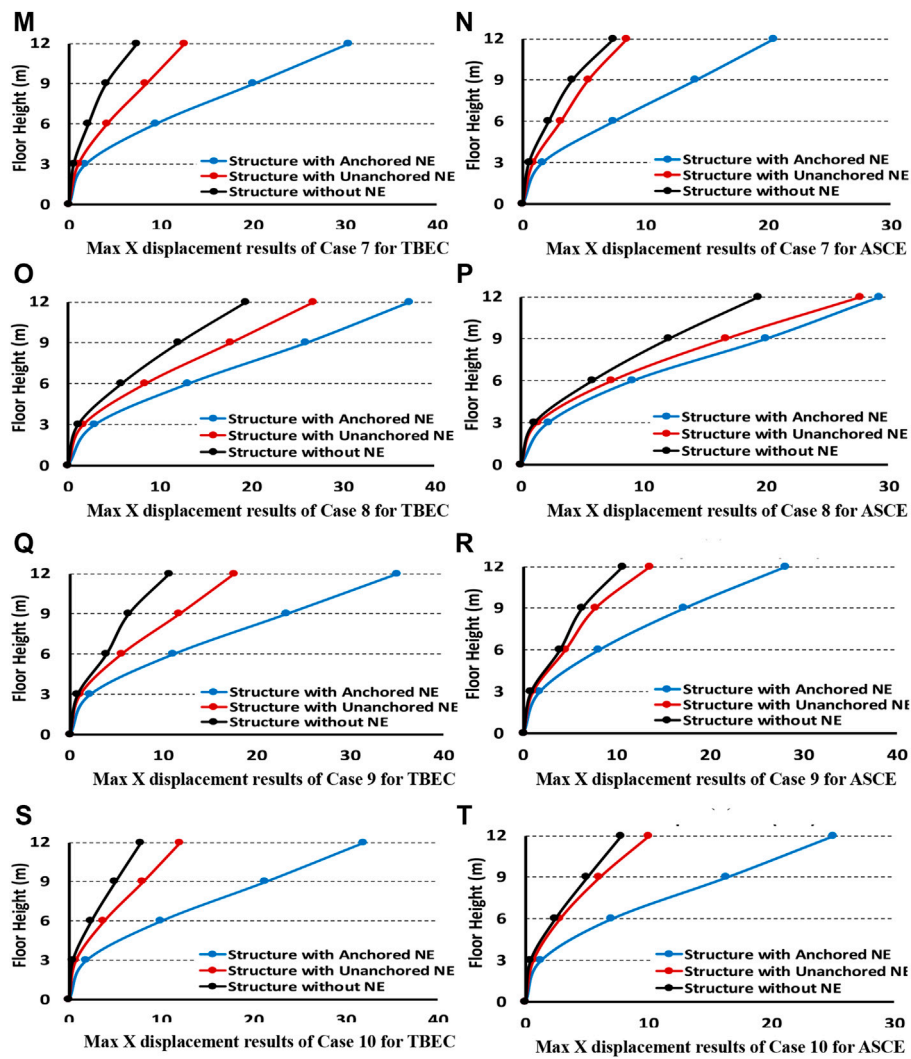 M
12
9
6
3
0
Floor Height (m)
Structure with Anchored NE
Structure with Unanchored NE
Structure without NE
0 10 20 30 40
Max X displacement results of Case 7 for TBEC
N
12
9
6
3
0
Floor Height (m)
Structure with Anchored NE
Structure with Unanchored NE
Structure without NE
0 10 20 30
Max X displacement results of Case 7 for ASCE
O
12
9
6
3
0
Floor Height (m)
Structure with Anchored NE
Structure with Unanchored NE
Structure without NE
0 10 20 30 40
Max X displacement results of Case 8 for TBEC
P
12
9
6
3
0
Floor Height (m)
Structure with Anchored NE
Structure with Unanchored NE
Structure without NE
0 10 20 30
Max X displacement results of Case 8 for ASCE
Q
12
9
6
3
0
Floor Height (m)
Structure with Anchored NE
Structure with Unanchored NE
Structure without NE
0 10 20 30 40
Max X displacement results of Case 9 for TBEC
R
12
9
6
3
0
Floor Height (m)
Structure with Anchored NE
Structure with Unanchored NE
Structure without NE
0 10 20 30 40
Max X displacement results of Case 9 for ASCE
S
12
9
6
3
0
Floor Height (m)
Structure with Anchored NE
Structure with Unanchored NE
Structure without NE
0 10 20 30 40
Max X displacement results of Case 10 for TBEC
T
12
9
6
3
0
Floor Height (m)
Structure with Anchored NE
Structure with Unanchored NE
Structure without NE
0 10 20 30
Max X displacement results of Case 10 for ASCE